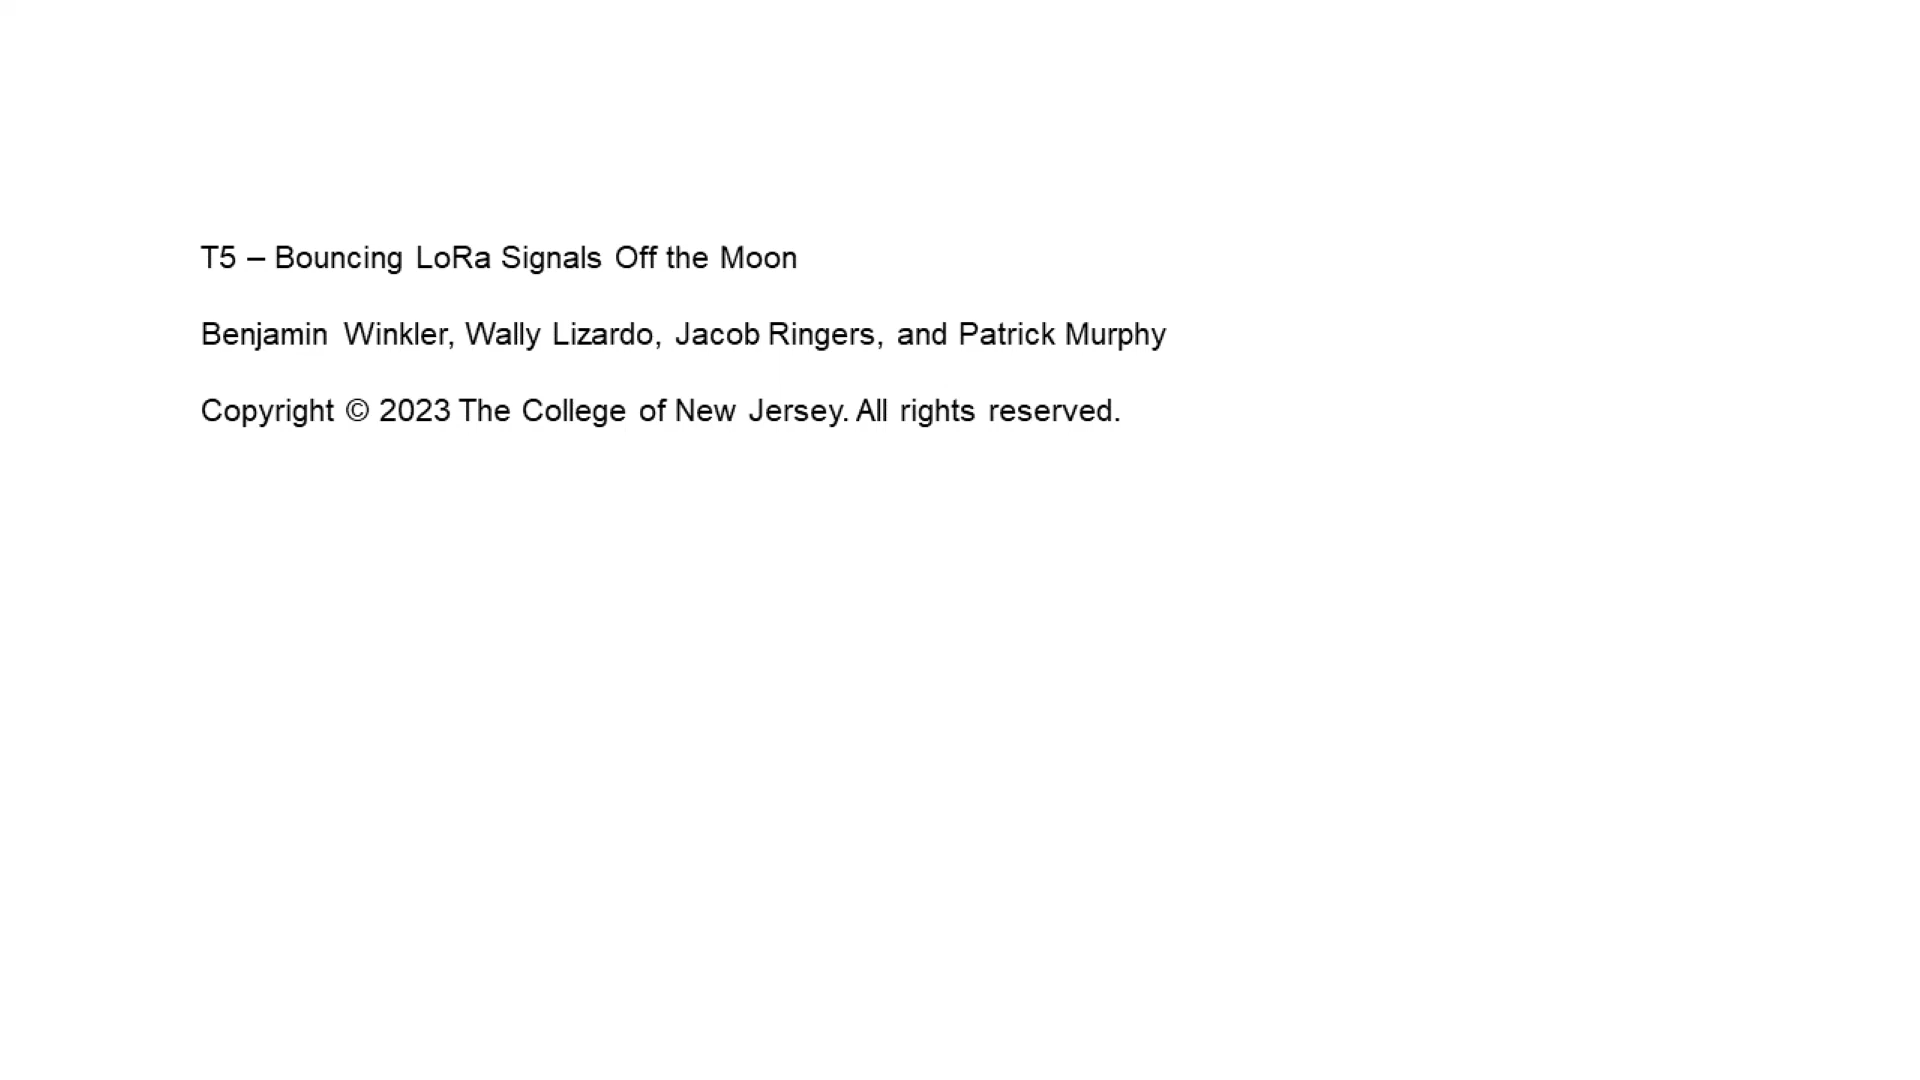 T5 – Bouncing LoRa Signals Off the Moon
Benjamin Winkler, Wally Lizardo, Jacob Ringers, and Patrick Murphy
Copyright © 2023 The College of New Jersey. All rights reserved.